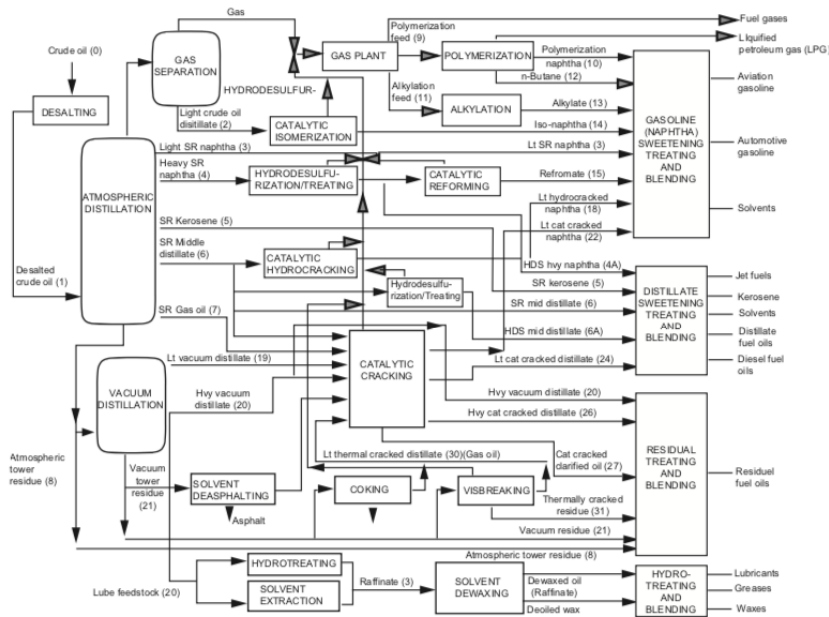 Gas
Fuel gases
Crude oil (0)
GAS
SEPARATION
Polymerization
feed (9)
GAS PLANT
POLYMERIZATION
LIquified
petroleum gas (LPG)
Polymerization
naphtha (10)
n-Butane (12)
HYDRODESULFUR-
DESALTING
Alkylation
feed (11)
ALKYLATION
Alkylate (13)
Aviation
gasoline
Light crude oil
disitillate (2)
CATALYTIC
ISOMERIZATION
Iso-naphtha (14)
GASOLINE
(NAPHTHA)
SWEETENING
TREATING
AND
BLENDING
Automotive
gasoline
Solvents
Light SR naphtha (3)
Lt SR naphtha (3)
Heavy SR
naphtha (4)
HYDRODESULFU-
RIZATION/TREATING
CATALYTIC
REFORMING
Refromate (15)
ATMOSPHERIC
DISTILLATION
Lt hydrocracked
naphtha (18)
Lt cat cracked
naphtha (22)
SR Kerosene (5)
SR Middle
distillate (6)
CATALYTIC
HYDROCRACKING
HDS hvy naphtha (4A)
Desalted
crude oil (1)
Hydrodesulfu-
rization/Treating
SR kerosene (5)
SR mid distillate (6)
DISTILLATE
SWEETENING
TREATING
AND
BLENDING
Jet fuels
Kerosene
Solvents
Distillate
fuel oils
Diesel fuel
oils
SR Gas oil (7)
HDS mid distillate (6A)
Lt vacuum distillate (19)
CATALYTIC
CRACKING
Lt cat cracked distillate (24)
VACUUM
DISTILLATION
Hvy vacuum
distillate (20)
Hvy vacuum distillate (20)
Hvy cat cracked distillate (26)
Atmospheric
tower
residue (8)
Lt thermal cracked distillate (30)(Gas oil)
Cat cracked
clarified oil (27)
RESIDUAL
TREATING
AND
BLENDING
Residuel
fuel oils
Vacuum
tower
residue
(21)
SOLVENT
DEASPHALTING
COKING
VISBREAKING
Asphalt
Thermally cracked
residue (31)
Vacuum residue (21)
Atmospheric tower residue (8)
HYDROTREATING
Lube feedstock (20)
SOLVENT
EXTRACTION
Raffinate (3)
SOLVENT
DEWAXING
Dewaxed oil
(Raffinate)
Deoiled wax
HYDRO-
TREATING
AND
BLENDING
Lubricants
Greases
Waxes